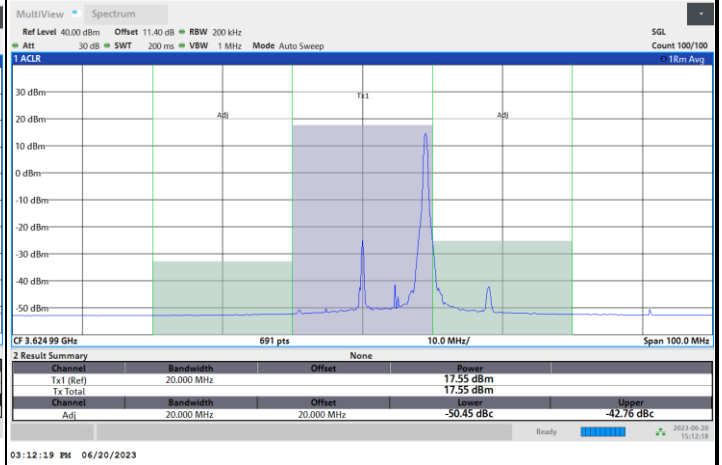 MultiView Spectrum
Ref Level 40.00 dBm Offset 11.40 dB RBW 200 kHz SGL
Att 30 dB SWT 200 ms VBW 1 MHz Mode Auto Sweep Count 100/100
1 ACLR 1Rm Avg
Tx1
Adj Adj
30 dBm
20 dBm
10 dBm
0 dBm
-10 dBm
-20 dBm
-30 dBm
-40 dBm
-50 dBm
CF 3.62499 GHz 691 pts 10.0 MHz/ Span 100.0 MHz
2 Result Summary None
Channel Bandwidth Offset Power
Tx1 (Ref) 20.000 MHz 17.55 dBm
Tx Total 17.55 dBm
Channel Bandwidth Offset Lower Upper
Adj 20.000 MHz 20.000 MHz -50.45 dBc -42.76 dBc
Ready 2023-06-20
15:12:18
03:12:19 PM 06/20/2023